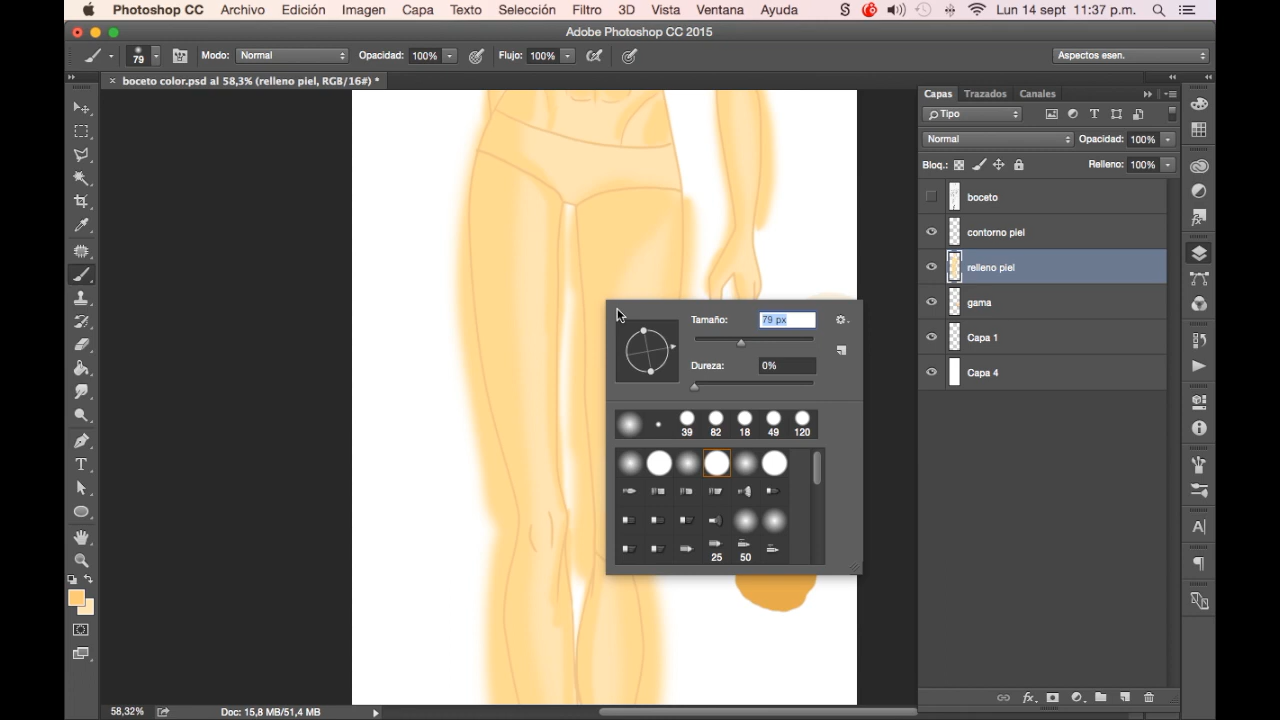 Photoshop CC Archivo Edición Imagen Capa Texto Selección Filtro 3D Vista Ventana Ayuda Lun 14 sept 11:37 p.m.
Adobe Photoshop CC 2015
79 Modo: Normal Opacidad: 100% Flujo: 100% Aspectos esen.
× boceto color.psd al 58,3% (relleno piel, RGB/16#) *
Capas Trazados Canales
Tipo
Normal Opacidad: 100%
Bloq.: Relleno: 100%
boceto
contorno piel
relleno piel
gama
Capa 1
Capa 4
Tamaño: 79 px
Dureza: 0%
39 82 18 49 120
25 50
58,32% Doc: 15,8 MB/51,4 MB